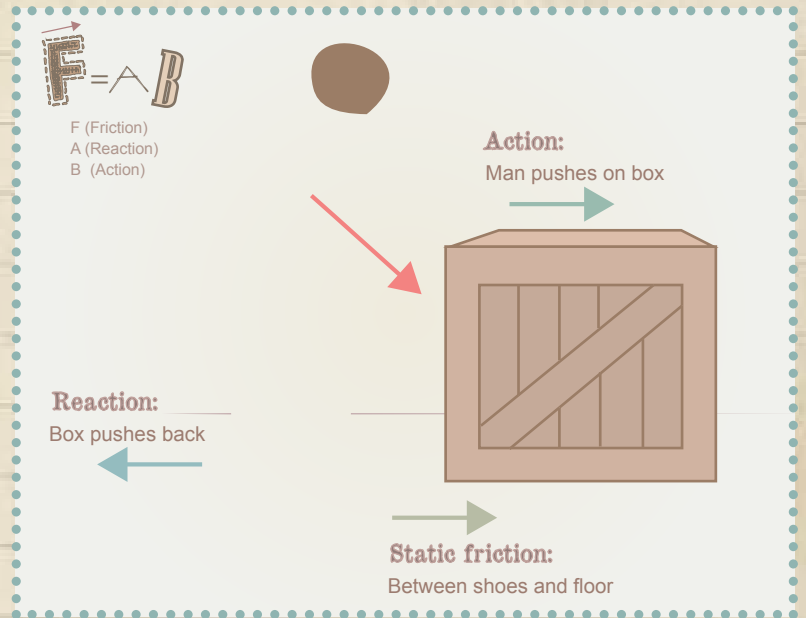 F=AB
F (Friction)
A (Reaction)
B (Action)
Action:
Man pushes on box
Reaction:
Box pushes back
Static friction:
Between shoes and floor